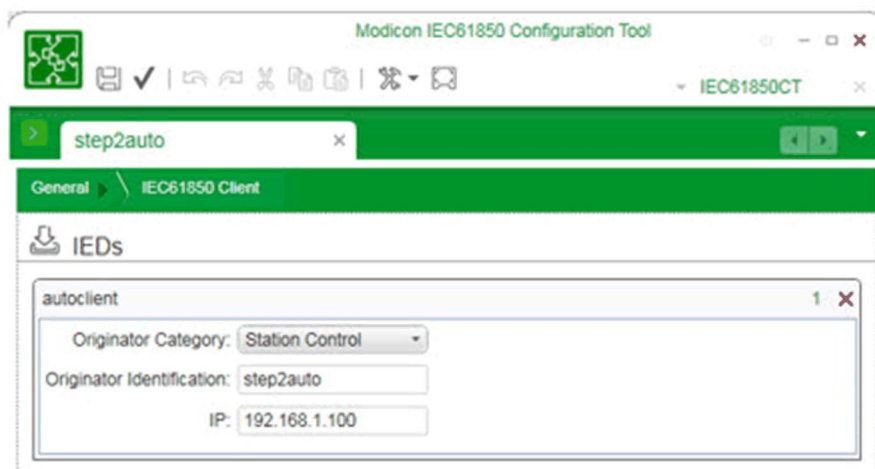 Modicon IEC61850 Configuration Tool
IEC61850CT
step2auto
General IEC61850 Client
IEDs
autoclient 1
Originator Category: Station Control
Originator Identification: step2auto
IP: 192.168.1.100